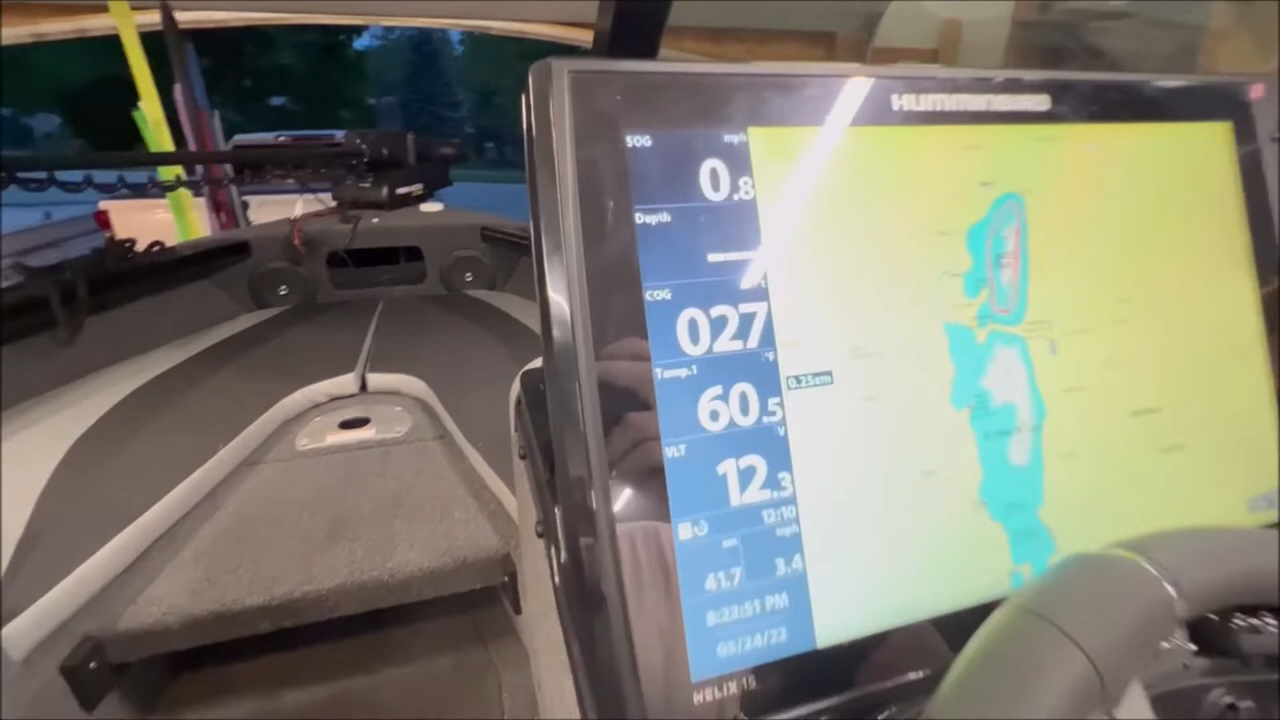 HUMMINBIRD
SOG mph
0.8
Depth
COG
027
Temp.1 °F
60.5
0.25sm
VLT V
12.3
12:10
sm mph
41.7 3.4
8:22:51 PM
05/24/22
HELIX 15